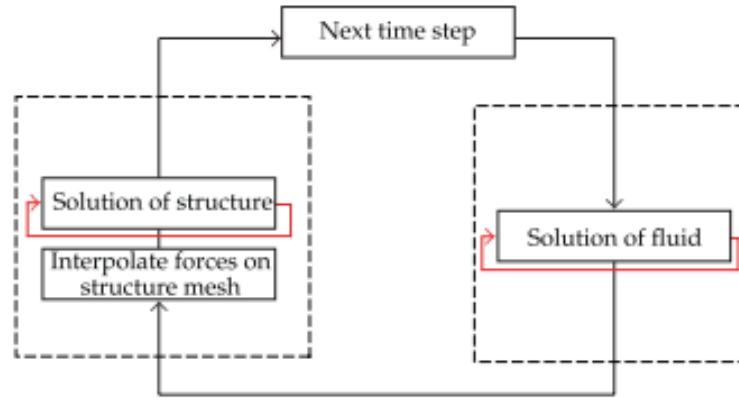 Next time step
Solution of structure
Interpolate forces on
structure mesh
Solution of fluid